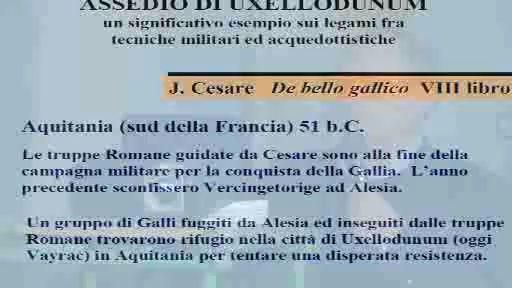 ASSEDIO DI UXELLODUNUM
un significativo esempio sui legami fra
tecniche militari ed acquedottistiche
J. Cesare De bello gallico VIII libro
Aquitania (sud della Francia) 51 b.C.
Le truppe Romane guidate da Cesare sono alla fine della
campagna militare per la conquista della Gallia. L'anno
precedente sconfissero Vercingetorige ad Alesia.
Un gruppo di Galli fuggiti da Alesia ed inseguiti dalle truppe
Romane trovarono rifugio nella città di Uxellodunum (oggi
Vayrac) in Aquitania per tentare una disperata resistenza.